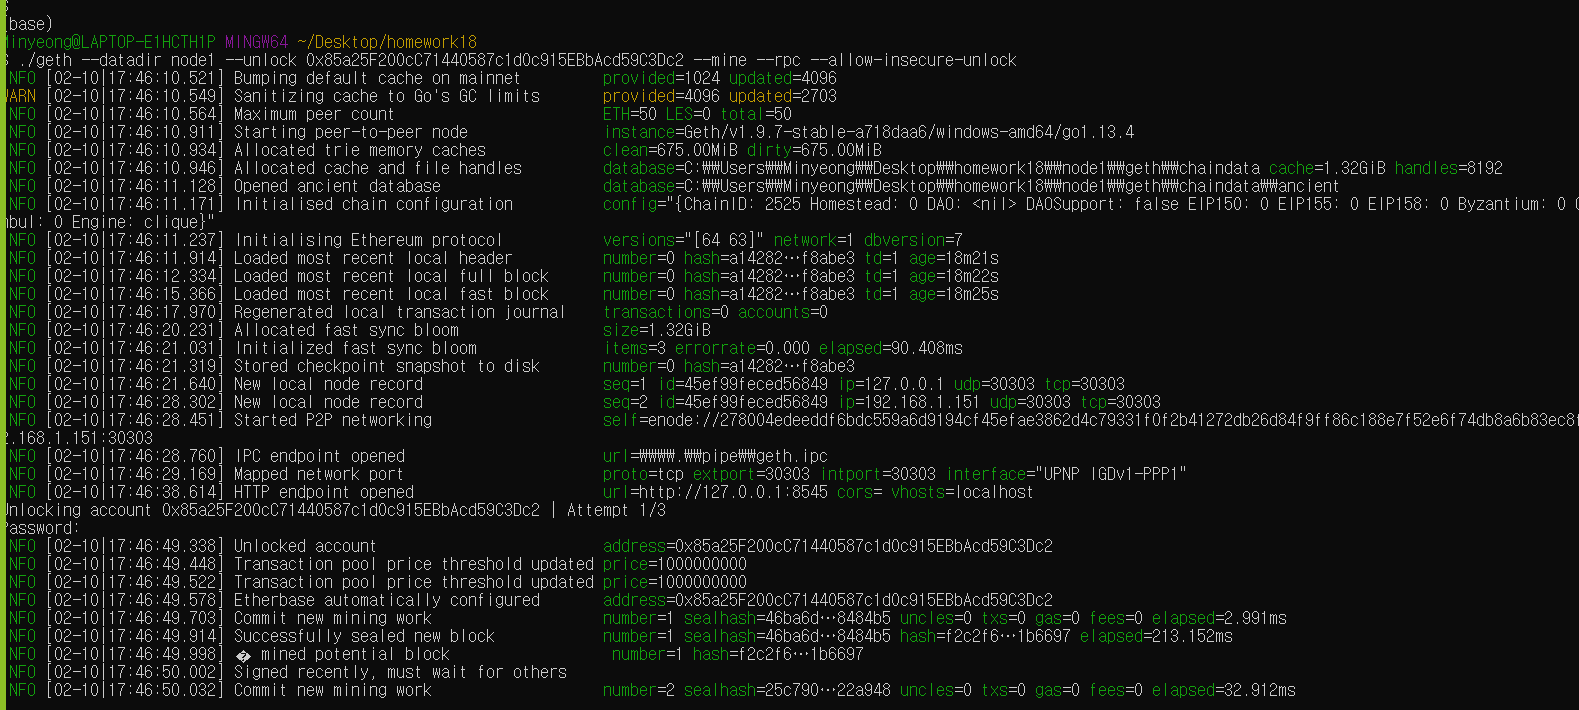 (base)
Minyeong@LAPTOP-E1HCTH1P MINGW64 ~/Desktop/homework18
$ ./geth --datadir node1 --unlock 0x85a25F200cC71440587c1d0c915EBbAcd59C3Dc2 --mine --rpc --allow-insecure-unlock
NFO [02-10|17:46:10.521] Bumping default cache on mainnet provided=1024 updated=4096
WARN [02-10|17:46:10.549] Sanitizing cache to Go's GC limits provided=4096 updated=2703
NFO [02-10|17:46:10.564] Maximum peer count ETH=50 LES=0 total=50
NFO [02-10|17:46:10.911] Starting peer-to-peer node instance=Geth/v1.9.7-stable-a718daa6/windows-amd64/go1.13.4
NFO [02-10|17:46:10.934] Allocated trie memory caches clean=675.00MiB dirty=675.00MiB
NFO [02-10|17:46:10.946] Allocated cache and file handles database=C:₩₩Users₩₩Minyeong₩₩Desktop₩₩homework18₩₩node1₩₩geth₩₩chaindata cache=1.32GiB handles=8192
NFO [02-10|17:46:11.128] Opened ancient database database=C:₩₩Users₩₩Minyeong₩₩Desktop₩₩homework18₩₩node1₩₩geth₩₩chaindata₩₩ancient
NFO [02-10|17:46:11.171] Initialised chain configuration config="{ChainID: 2525 Homestead: 0 DAO: <nil> DAOSupport: false EIP150: 0 EIP155: 0 EIP158: 0 Byzantium: 0 C
nbul: 0 Engine: clique}"
NFO [02-10|17:46:11.237] Initialising Ethereum protocol versions="[64 63]" network=1 dbversion=7
NFO [02-10|17:46:11.914] Loaded most recent local header number=0 hash=a14282…f8abe3 td=1 age=18m21s
NFO [02-10|17:46:12.334] Loaded most recent local full block number=0 hash=a14282…f8abe3 td=1 age=18m22s
NFO [02-10|17:46:15.366] Loaded most recent local fast block number=0 hash=a14282…f8abe3 td=1 age=18m25s
NFO [02-10|17:46:17.970] Regenerated local transaction journal transactions=0 accounts=0
NFO [02-10|17:46:20.231] Allocated fast sync bloom size=1.32GiB
NFO [02-10|17:46:21.031] Initialized fast sync bloom items=3 errorrate=0.000 elapsed=90.408ms
NFO [02-10|17:46:21.319] Stored checkpoint snapshot to disk number=0 hash=a14282…f8abe3
NFO [02-10|17:46:21.640] New local node record seq=1 id=45ef99feced56849 ip=127.0.0.1 udp=30303 tcp=30303
NFO [02-10|17:46:28.302] New local node record seq=2 id=45ef99feced56849 ip=192.168.1.151 udp=30303 tcp=30303
NFO [02-10|17:46:28.451] Started P2P networking self=enode://278004edeeddf6bdc559a6d9194cf45efae3862d4c79331f0f2b41272db26d84f9ff86c188e7f52e6f74db8a6b83ec8f
2.168.1.151:30303
NFO [02-10|17:46:28.760] IPC endpoint opened url=₩₩₩₩.₩₩pipe₩₩geth.ipc
NFO [02-10|17:46:29.169] Mapped network port proto=tcp extport=30303 intport=30303 interface="UPNP IGDv1-PPP1"
NFO [02-10|17:46:38.614] HTTP endpoint opened url=http://127.0.0.1:8545 cors= vhosts=localhost
Unlocking account 0x85a25F200cC71440587c1d0c915EBbAcd59C3Dc2 | Attempt 1/3
Password:
NFO [02-10|17:46:49.338] Unlocked account address=0x85a25F200cC71440587c1d0c915EBbAcd59C3Dc2
NFO [02-10|17:46:49.448] Transaction pool price threshold updated price=1000000000
NFO [02-10|17:46:49.522] Transaction pool price threshold updated price=1000000000
NFO [02-10|17:46:49.578] Etherbase automatically configured address=0x85a25F200cC71440587c1d0c915EBbAcd59C3Dc2
NFO [02-10|17:46:49.703] Commit new mining work number=1 sealhash=46ba6d…8484b5 uncles=0 txs=0 gas=0 fees=0 elapsed=2.991ms
NFO [02-10|17:46:49.914] Successfully sealed new block number=1 sealhash=46ba6d…8484b5 hash=f2c2f6…1b6697 elapsed=213.152ms
NFO [02-10|17:46:49.998] � mined potential block number=1 hash=f2c2f6…1b6697
NFO [02-10|17:46:50.002] Signed recently, must wait for others
NFO [02-10|17:46:50.032] Commit new mining work number=2 sealhash=25c790…22a948 uncles=0 txs=0 gas=0 fees=0 elapsed=32.912ms